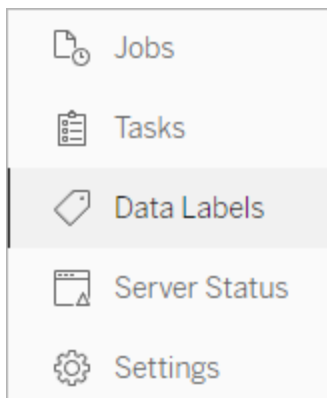 Jobs
Tasks
Data Labels
Server Status
Settings